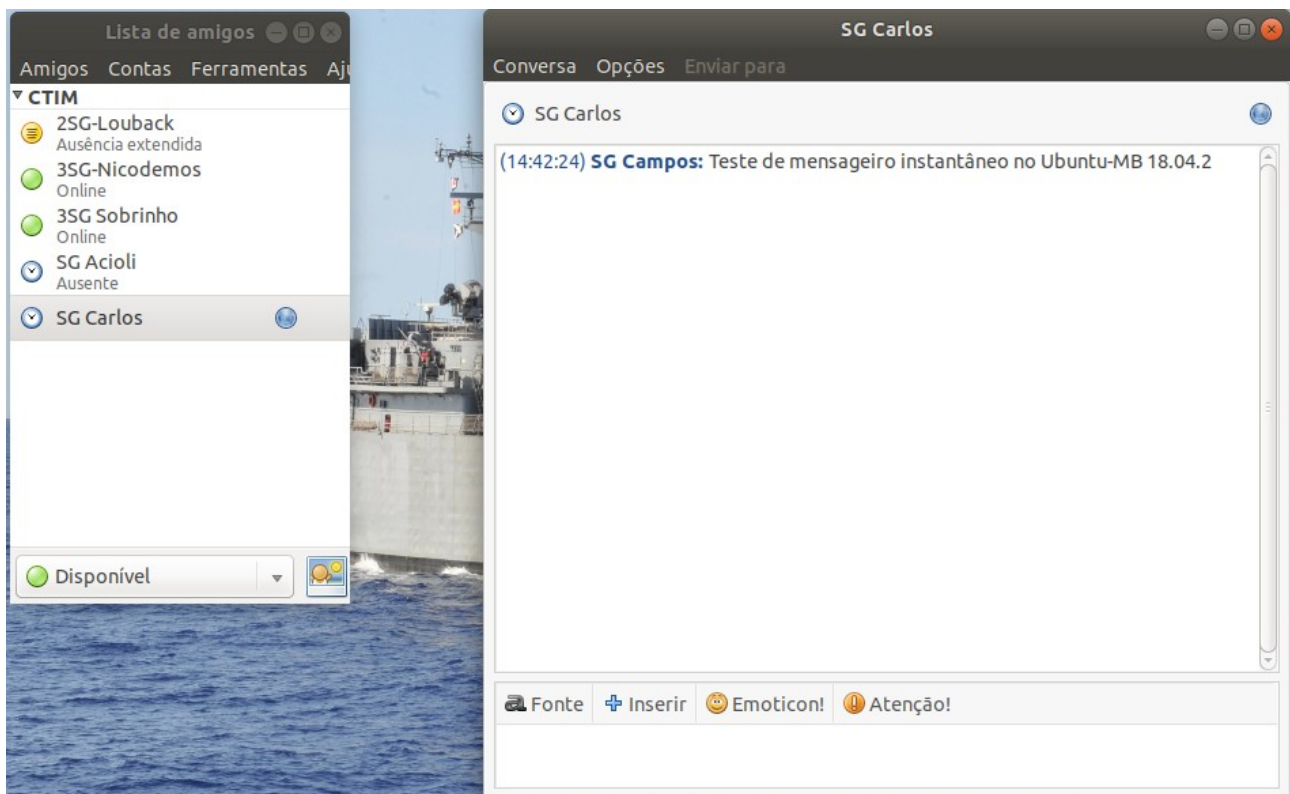 Lista de amigos
Amigos Contas Ferramentas Aju
CTIM
2SG-Louback
Ausência extendida
3SG-Nicodemos
Online
3SG Sobrinho
Online
SG Acioli
Ausente
SG Carlos
Disponível
SG Carlos
Conversa Opções Enviar para
SG Carlos
(14:42:24) SG Campos: Teste de mensageiro instantâneo no Ubuntu-MB 18.04.2
Fonte Inserir Emoticon! Atenção!